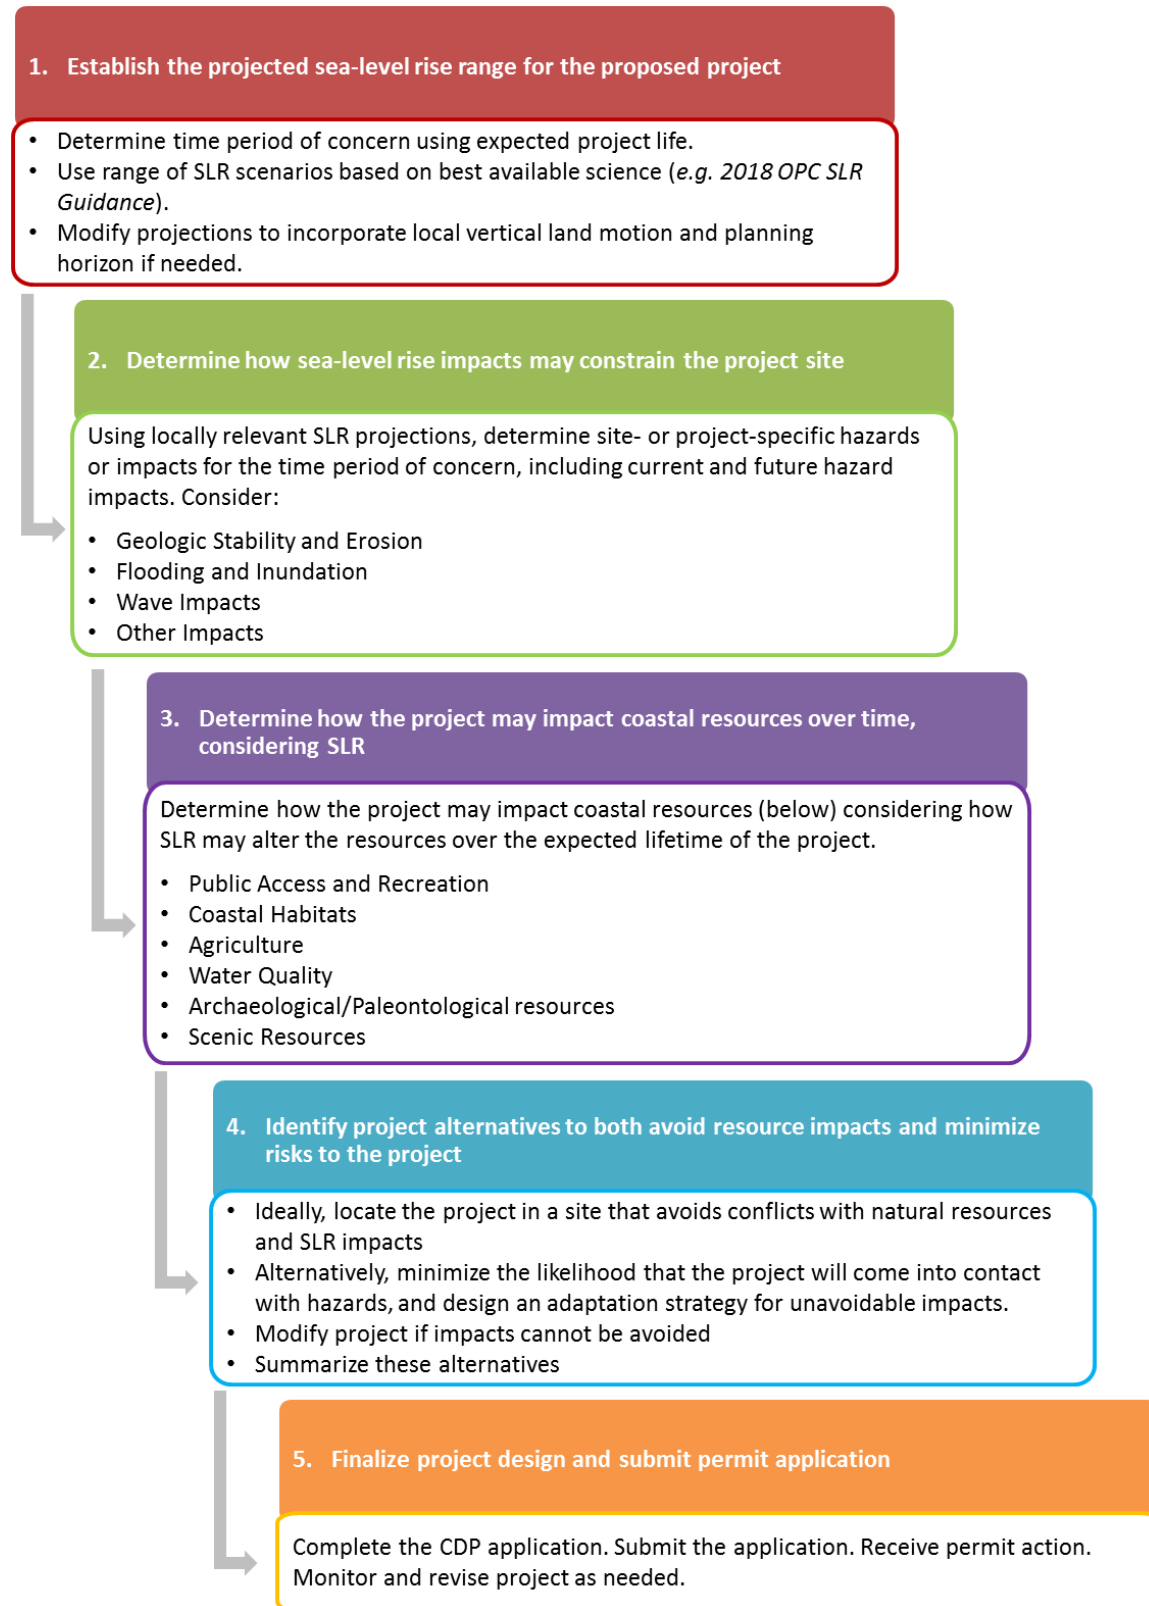 1. Establish the projected sea-level rise range for the proposed project
• Determine time period of concern using expected project life.
• Use range of SLR scenarios based on best available science (e.g. 2018 OPC SLR
Guidance).
• Modify projections to incorporate local vertical land motion and planning
horizon if needed.
2. Determine how sea-level rise impacts may constrain the project site
Using locally relevant SLR projections, determine site- or project-specific hazards
or impacts for the time period of concern, including current and future hazard
impacts. Consider:
• Geologic Stability and Erosion
• Flooding and Inundation
• Wave Impacts
• Other Impacts
3. Determine how the project may impact coastal resources over time,
considering SLR
Determine how the project may impact coastal resources (below) considering how
SLR may alter the resources over the expected lifetime of the project.
• Public Access and Recreation
• Coastal Habitats
• Agriculture
• Water Quality
• Archaeological/Paleontological resources
• Scenic Resources
4. Identify project alternatives to both avoid resource impacts and minimize
risks to the project
• Ideally, locate the project in a site that avoids conflicts with natural resources
and SLR impacts
• Alternatively, minimize the likelihood that the project will come into contact
with hazards, and design an adaptation strategy for unavoidable impacts.
• Modify project if impacts cannot be avoided
• Summarize these alternatives
5. Finalize project design and submit permit application
Complete the CDP application. Submit the application. Receive permit action.
Monitor and revise project as needed.